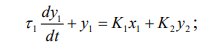 τ₁ dy₁/dt + y₁ = K₁x₁ + K₂y₂ ;